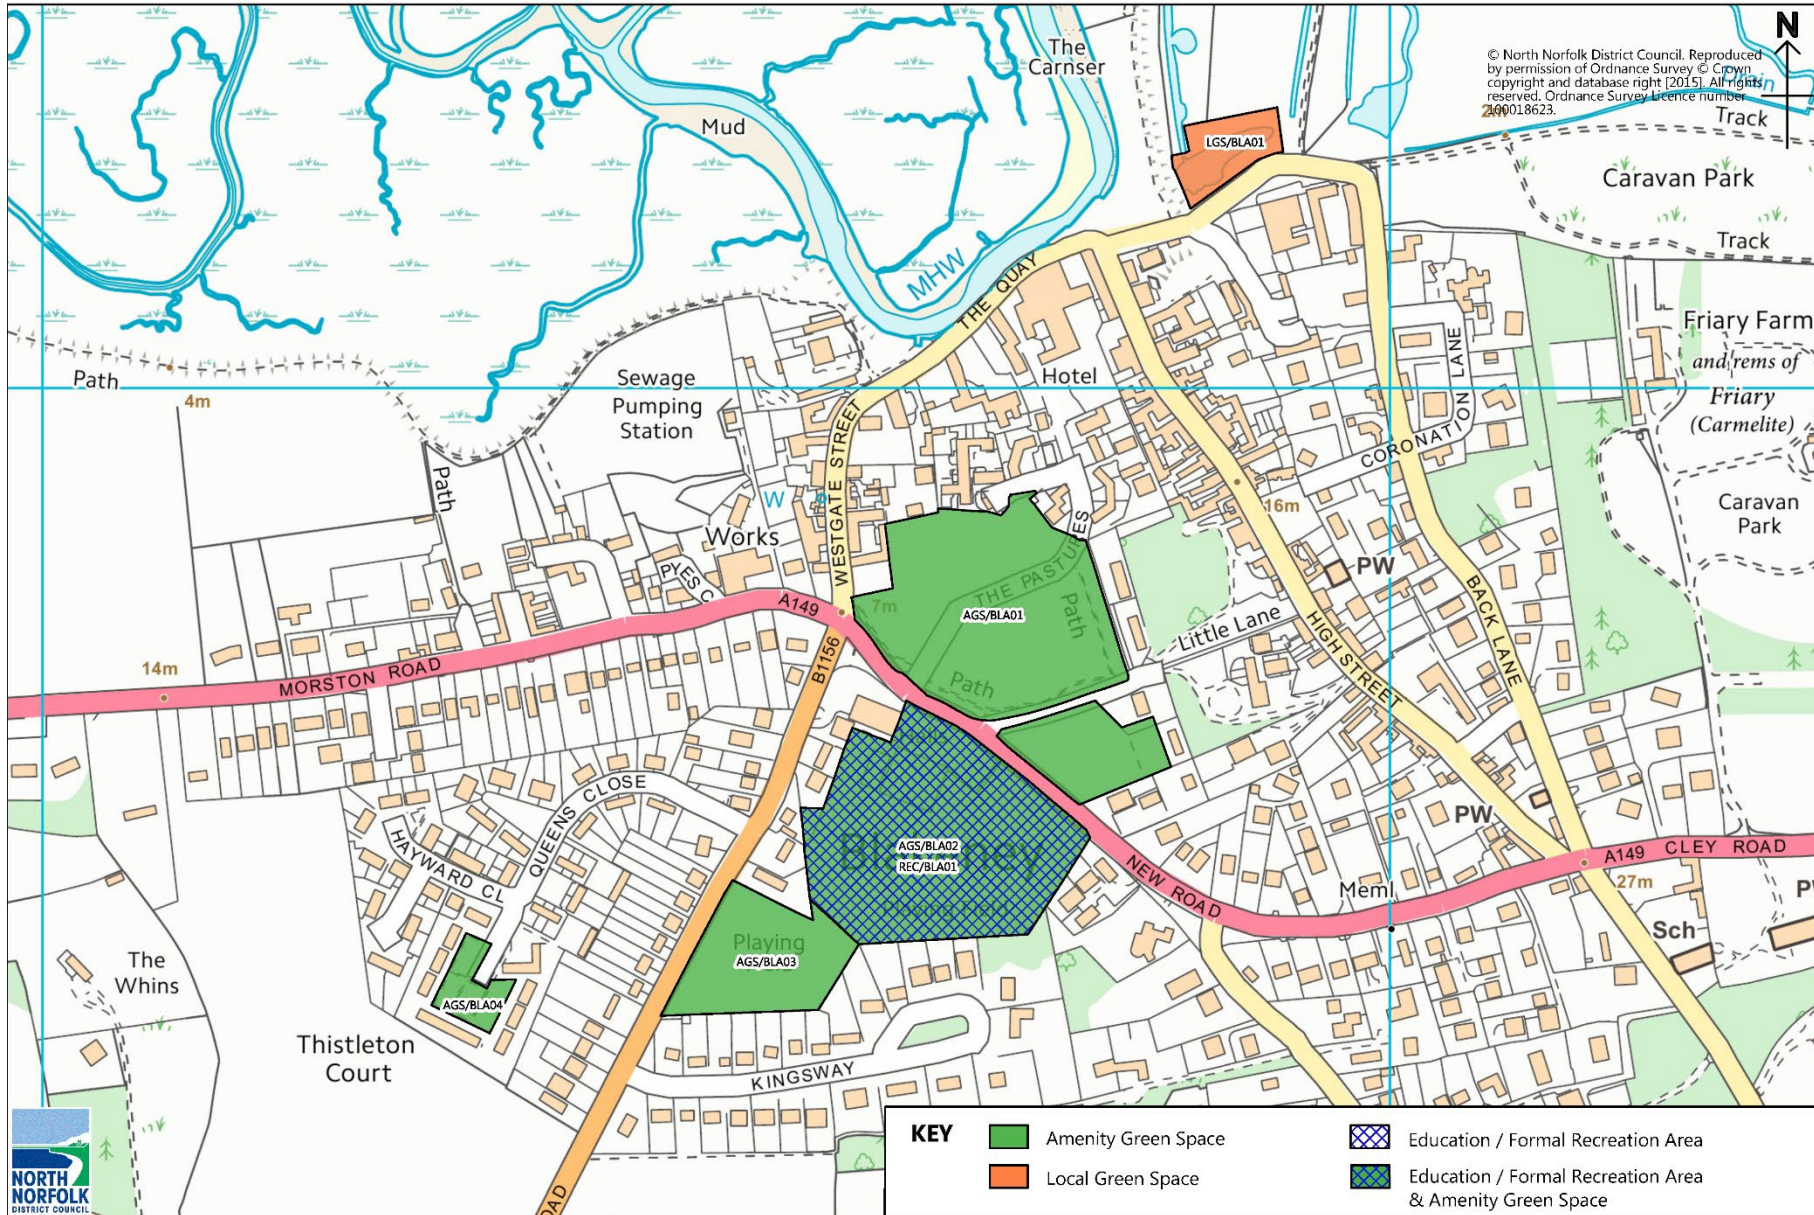 N
© North Norfolk District Council. Reproduced
by permission of Ordnance Survey © Crown
copyright and database right [2015]. All rights
reserved. Ordnance Survey Licence number
100018623.
Drain
2m
Track
The
Carnser
Mud
LGS/BLA01
Caravan Park
Track
MHW
THE QUAY
Friary Farm
and rems of
Friary
(Carmelite)
Path
4m
Sewage
Pumping
Station
Hotel
CORONATION LANE
WESTGATE STREET
Path
W
16m
Caravan
Park
Works
PYES C
THE PASTURES
PW
A149
7m
AGS/BLA01
Path
Little Lane
HIGH STREET
BACK LANE
B1156
14m
MORSTON ROAD
Path
QUEENS CLOSE
HAYWARD CL
AGS/BLA02
REC/BLA01
Blakeney
Playing Field
PW
NEW ROAD
A149 CLEY ROAD
27m
Meml
Sch
Playing
AGS/BLA03
The
Whins
AGS/BLA04
Thistleton
Court
KINGSWAY
OAD
NORTH
NORFOLK
DISTRICT COUNCIL
KEY
Amenity Green Space
Local Green Space
Education / Formal Recreation Area
Education / Formal Recreation Area
& Amenity Green Space